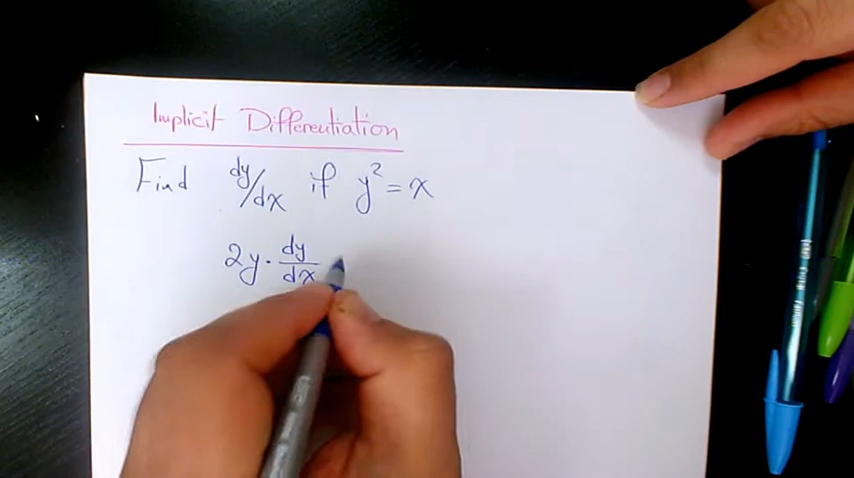 Implicit Differentiation
Find dy/dx if y² = x
2y · dy/dx